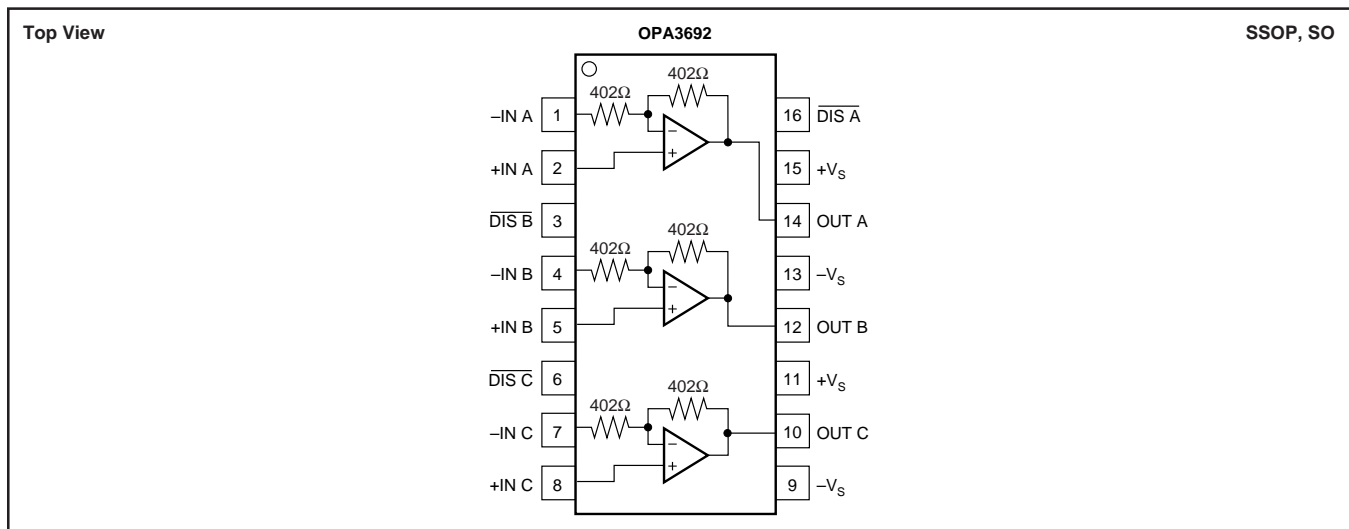 Top View
OPA3692
SSOP, SO
402Ω
402Ω
–IN A 1
16 DIS A
+IN A 2
15 +VS
DIS B 3
14 OUT A
402Ω
402Ω
–IN B 4
13 –VS
+IN B 5
12 OUT B
DIS C 6
11 +VS
402Ω
402Ω
–IN C 7
10 OUT C
+IN C 8
9 –VS